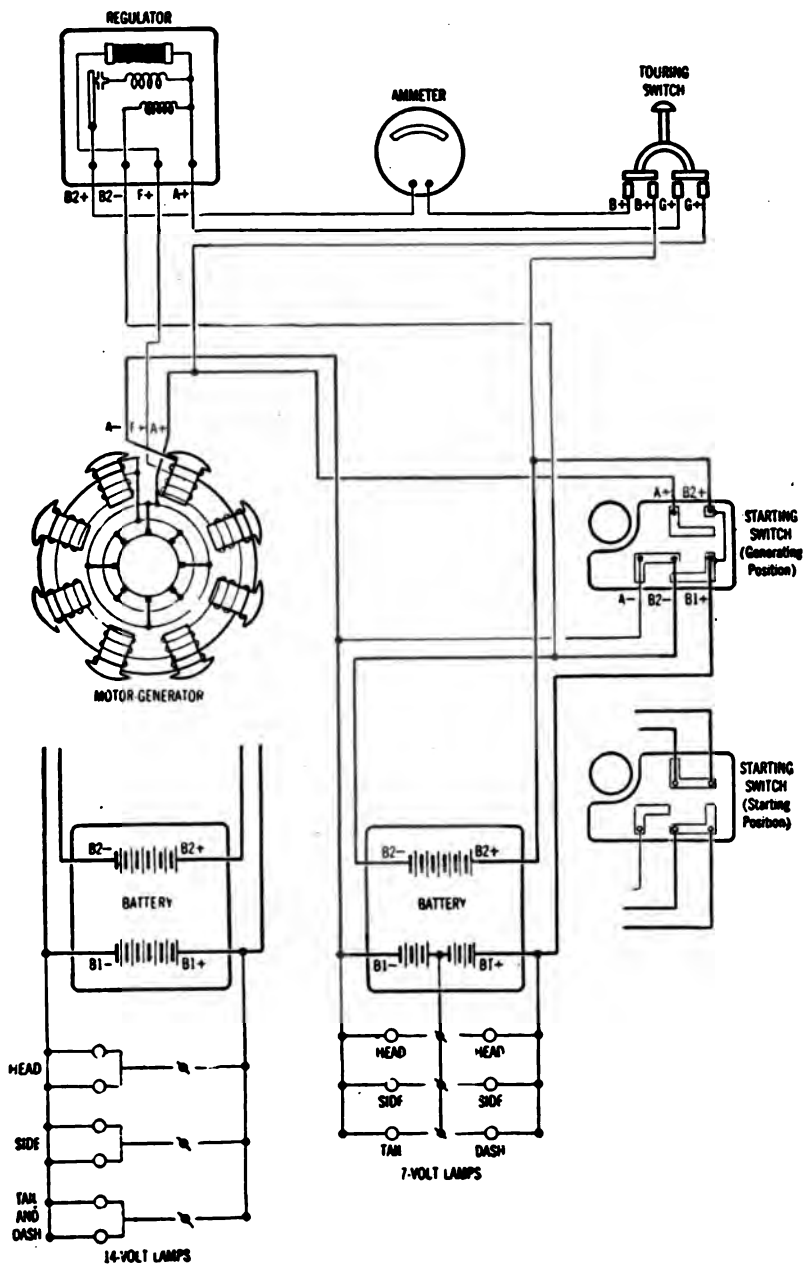 REGULATOR
AMMETER
TOURING
SWITCH
B2+ B2- F+ A+
B+ B+ G+ G+
A- F+ A+
A+ B2+
STARTING
SWITCH
(Generating
Position)
A- B2- B1+
MOTOR-GENERATOR
STARTING
SWITCH
(Starting
Position)
B2- B2+
BATTERY
B1- B1+
B2- B2+
BATTERY
B1- B1+
HEAD
SIDE
TAIL
AND
DASH
14-VOLT LAMPS
HEAD HEAD
SIDE SIDE
TAIL DASH
7-VOLT LAMPS